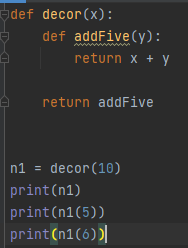 def decor(x):
    def addFive(y):
        return x + y

    return addFive


n1 = decor(10)
print(n1)
print(n1(5))
print(n1(6))